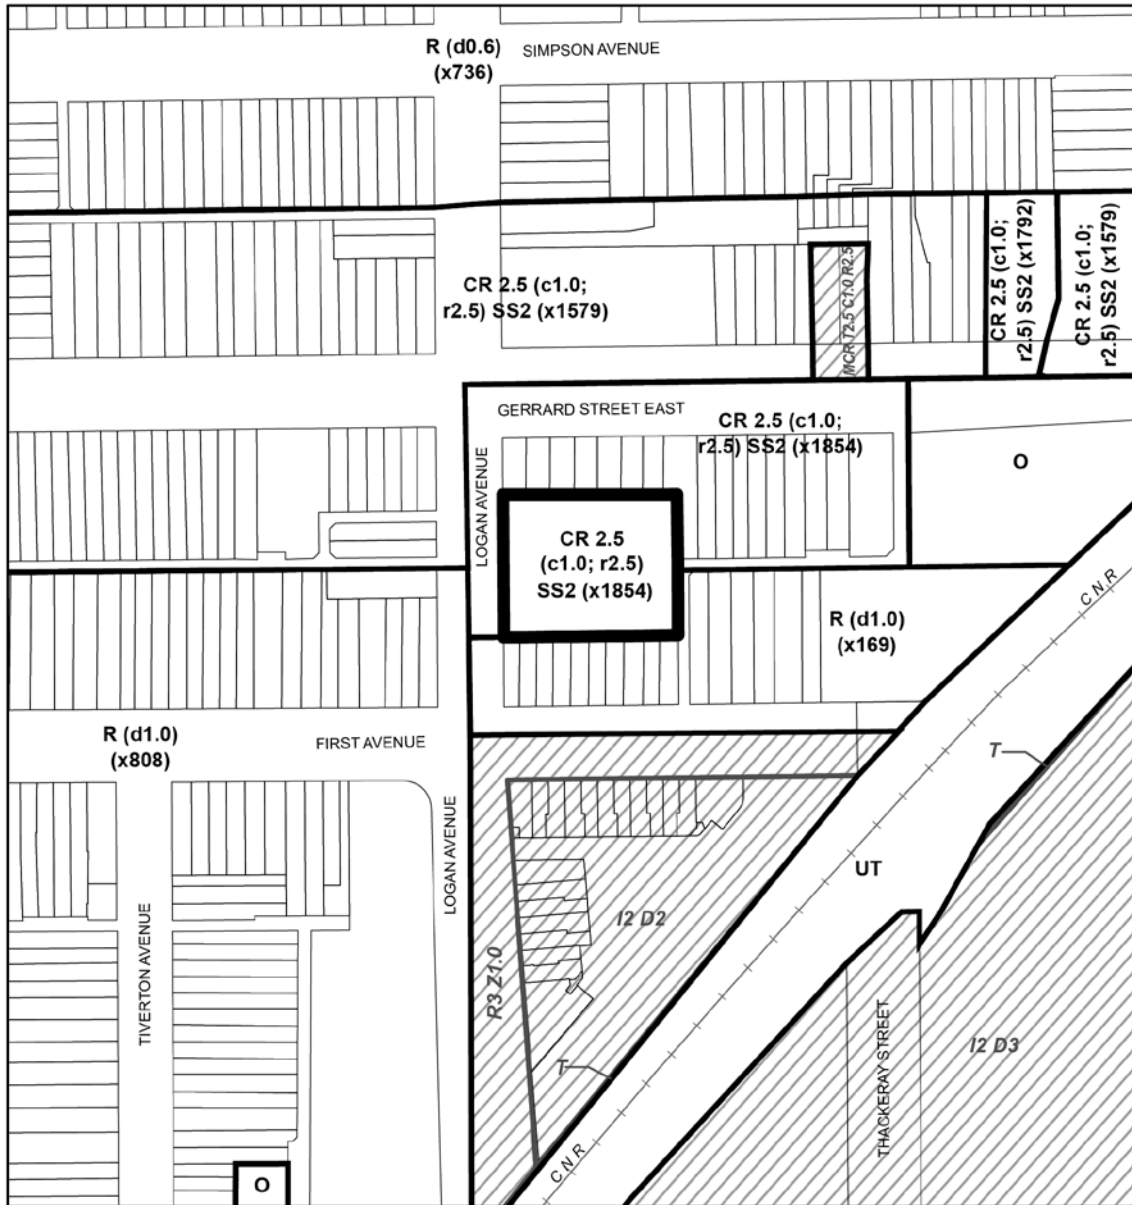 R (d0.6)
(x736)
SIMPSON AVENUE
CR 2.5 (c1.0;
r2.5) SS2 (x1579)
MCR T2.5 C1.0 R2.5
CR 2.5 (c1.0;
r2.5) SS2 (x1792)
CR 2.5 (c1.0;
r2.5) SS2 (x1579)
GERRARD STREET EAST
CR 2.5 (c1.0;
r2.5) SS2 (x1854)
O
LOGAN AVENUE
CR 2.5
(c1.0; r2.5)
SS2 (x1854)
CNR
R (d1.0)
(x169)
R (d1.0)
(x808)
FIRST AVENUE
T
LOGAN AVENUE
UT
TIVERTON AVENUE
I2 D2
R3 Z1.0
THACKERAY STREET
I2 D3
T
CNR
O